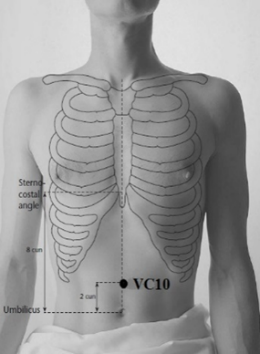 Sterno
costal
angle
8 cun
VC10
2 cun
Umbilicus